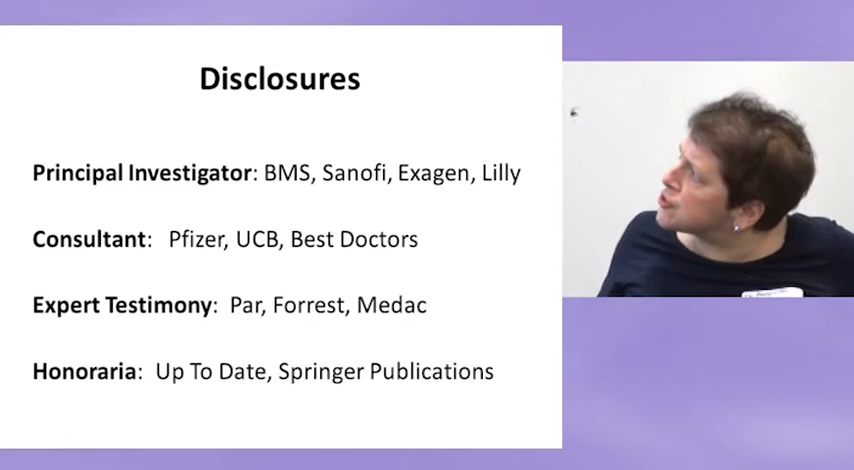 Disclosures
Principal Investigator: BMS, Sanofi, Exagen, Lilly
Consultant: Pfizer, UCB, Best Doctors
Expert Testimony: Par, Forrest, Medac
Honoraria: Up To Date, Springer Publications